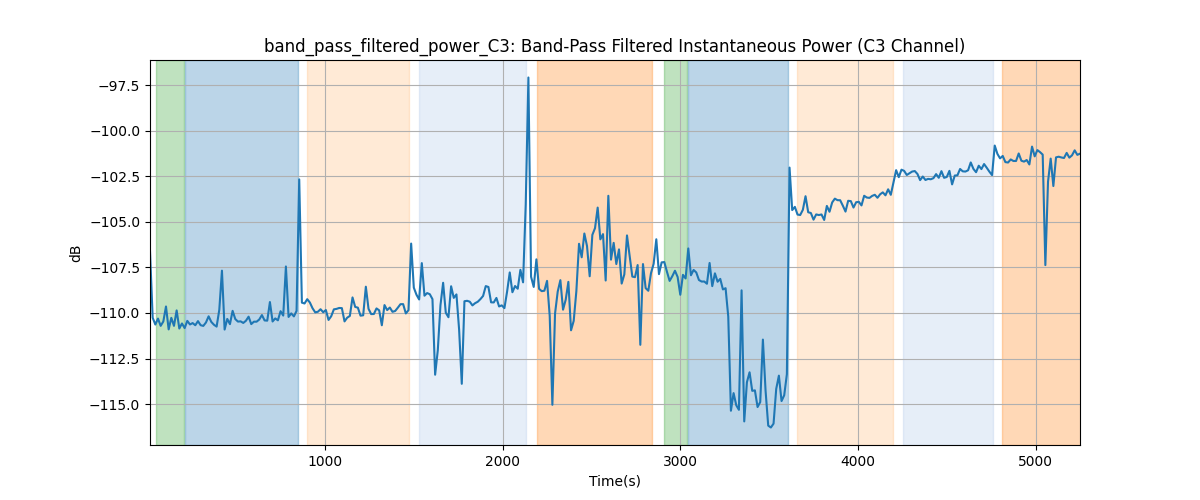 band_pass_filtered_power_C3: Band-Pass Filtered Instantaneous Power (C3 Channel)
dB
−97.5
−100.0
−102.5
−105.0
−107.5
−110.0
−112.5
−115.0
1000 2000 3000 4000 5000
Time(s)